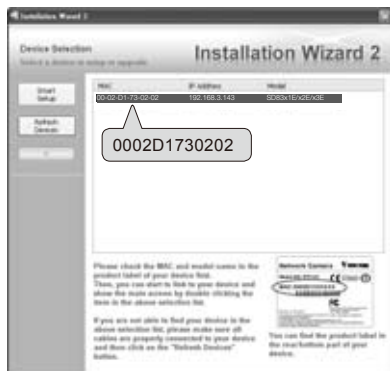 Installation Wizard 2
Device Selection
Select a device to setup or upgrade
Installation Wizard 2
Smart
Setup
Refresh
Devices
MAC
IP address
Model
00-02-D1-73-02-02
192.168.3.143
SD83x1E/x2E/x3E
0002D1730202
Please check the MAC and model name in the
product label of your device first.
Then, you can start to link to your device and
show the main screen by double clicking the
item in the above selection list.
If you are not able to find your device in the
above selection list, please make sure all
cables are properly connected to your device
and then click on the "Refresh Devices"
button.
Network Camera
You can find the product label in
the rear/bottom part of your
device.